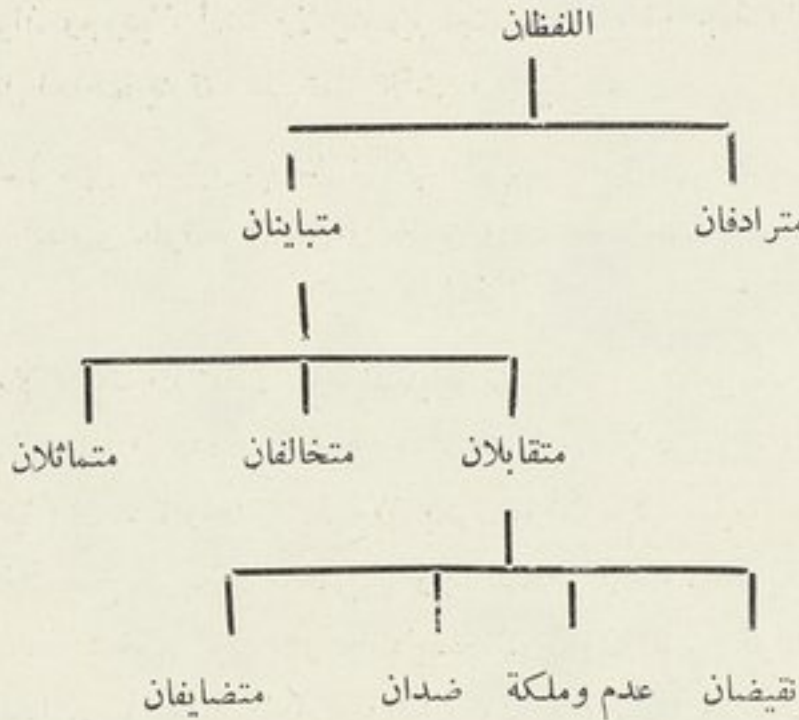 اللفظان
مترادفان متباينان
متقابلان متخالفان متماثلان
نقيضان عدم وملكة ضدان متضايفان